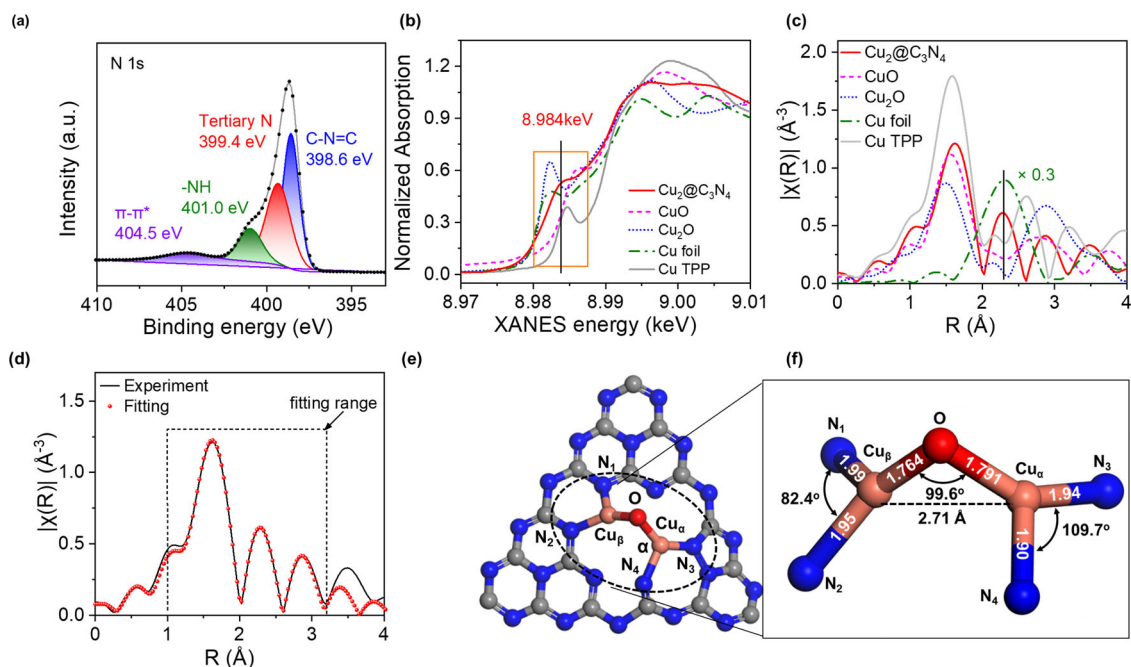 (a)
N 1s
Tertiary N
399.4 eV
C-N=C
398.6 eV
-NH
401.0 eV
π-π*
404.5 eV
Intensity (a.u.)
410 405 400 395
Binding energy (eV)
(b)
Normalized Absorption
1.2
0.9
0.6
0.3
0.0
8.984keV
Cu₂@C₃N₄
CuO
Cu₂O
Cu foil
Cu TPP
8.97 8.98 8.99 9.00 9.01
XANES energy (keV)
(c)
|χ(R)| (Å⁻³)
2.0
1.5
1.0
0.5
0.0
Cu₂@C₃N₄
CuO
Cu₂O
Cu foil
Cu TPP
× 0.3
0 1 2 3 4
R (Å)
(d)
|χ(R)| (Å⁻³)
1.5
1.0
0.5
0.0
Experiment
Fitting
fitting range
0 1 2 3 4
R (Å)
(e)
N₁
O
N₂
Cuβ
Cuα
α
N₄
N₃
(f)
O
N₁
Cuβ
Cuα
N₃
1.99
1.764
1.791
1.94
82.4°
99.6°
2.71 Å
109.7°
1.95
1.90
N₂
N₄